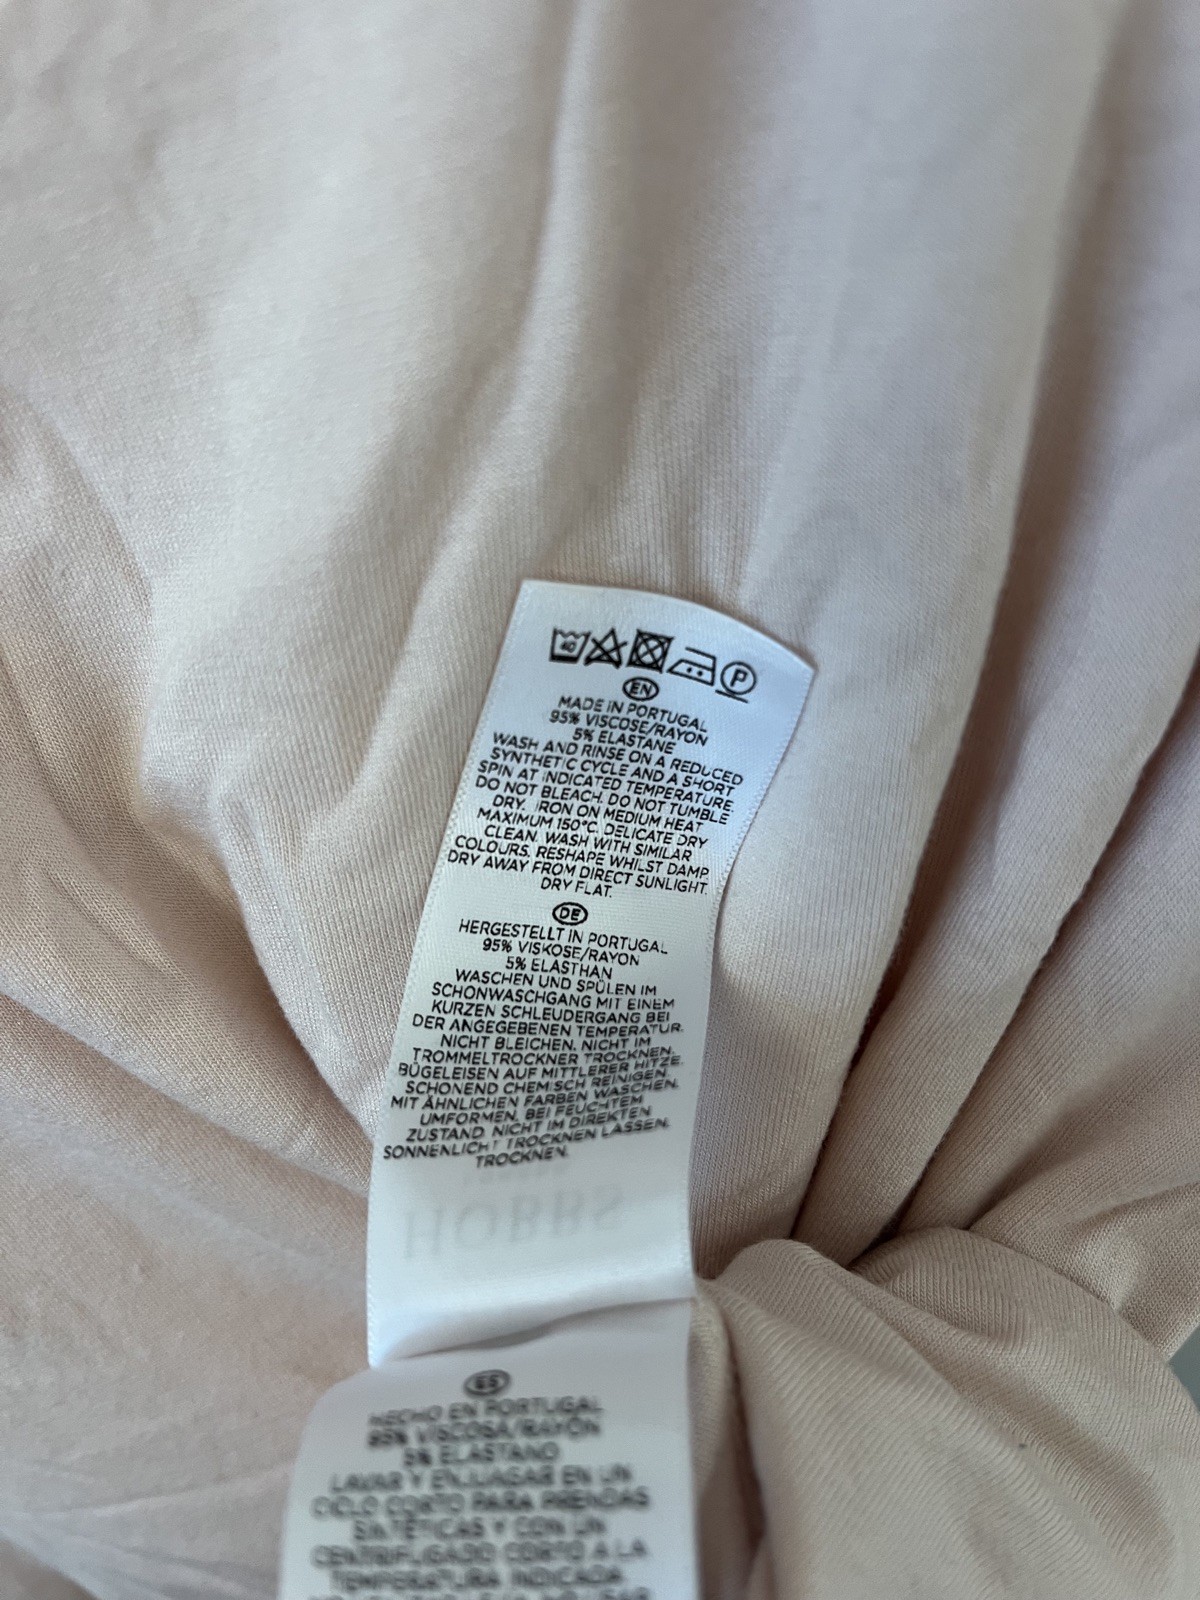 40
P
EN
MADE IN PORTUGAL
95% VISCOSE/RAYON
5% ELASTANE
WASH AND RINSE ON A REDUCED
SYNTHETIC CYCLE AND A SHORT
SPIN AT INDICATED TEMPERATURE.
DO NOT BLEACH. DO NOT TUMBLE
DRY. IRON ON MEDIUM HEAT
MAXIMUM 150°C. DELICATE DRY
CLEAN. WASH WITH SIMILAR
COLOURS. RESHAPE WHILST DAMP.
DRY AWAY FROM DIRECT SUNLIGHT.
DRY FLAT.
DE
HERGESTELLT IN PORTUGAL
95% VISKOSE/RAYON
5% ELASTHAN
WASCHEN UND SPÜLEN IM
SCHONWASCHGANG MIT EINEM
KURZEN SCHLEUDERGANG BEI
DER ANGEGEBENEN TEMPERATUR.
NICHT BLEICHEN. NICHT IM
TROMMELTROCKNER TROCKNEN.
BÜGELEISEN AUF MITTLERER HITZE.
SCHONEND CHEMISCH REINIGEN.
MIT ÄHNLICHEN FARBEN WASCHEN.
UMFORMEN, BEI FEUCHTEM
ZUSTAND. NICHT IM DIREKTEN
SONNENLICHT TROCKNEN LASSEN.
TROCKNEN.
HOBBS
ES
HECHO EN PORTUGAL
95% VISCOSA/RAYÓN
5% ELASTANO
LAVAR Y ENJUAGAR EN UN
CICLO CORTO PARA PRENDAS
SINTÉTICAS Y CON UN
CENTRIFUGADO CORTO A LA
TEMPERATURA INDICADA